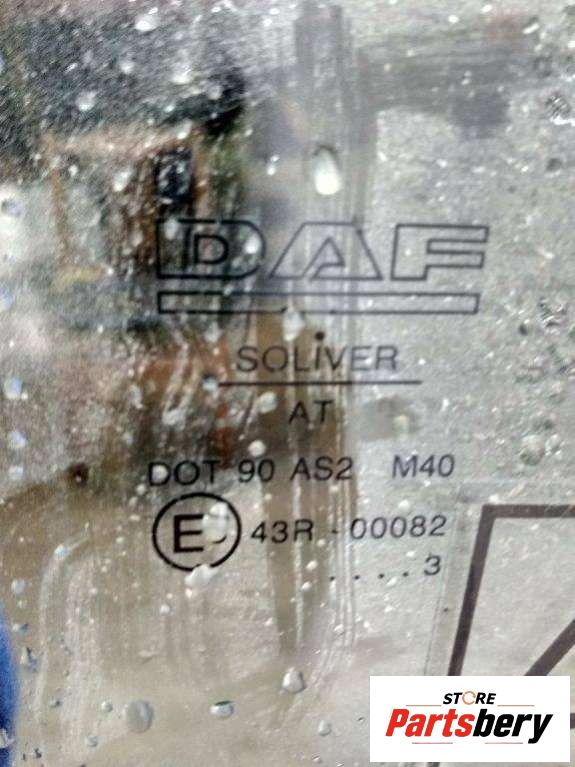 DAF
SOLIVER
AT
DOT 90 AS2 M40
E 43R - 00082
. . . . 3
STORE
Partsbery